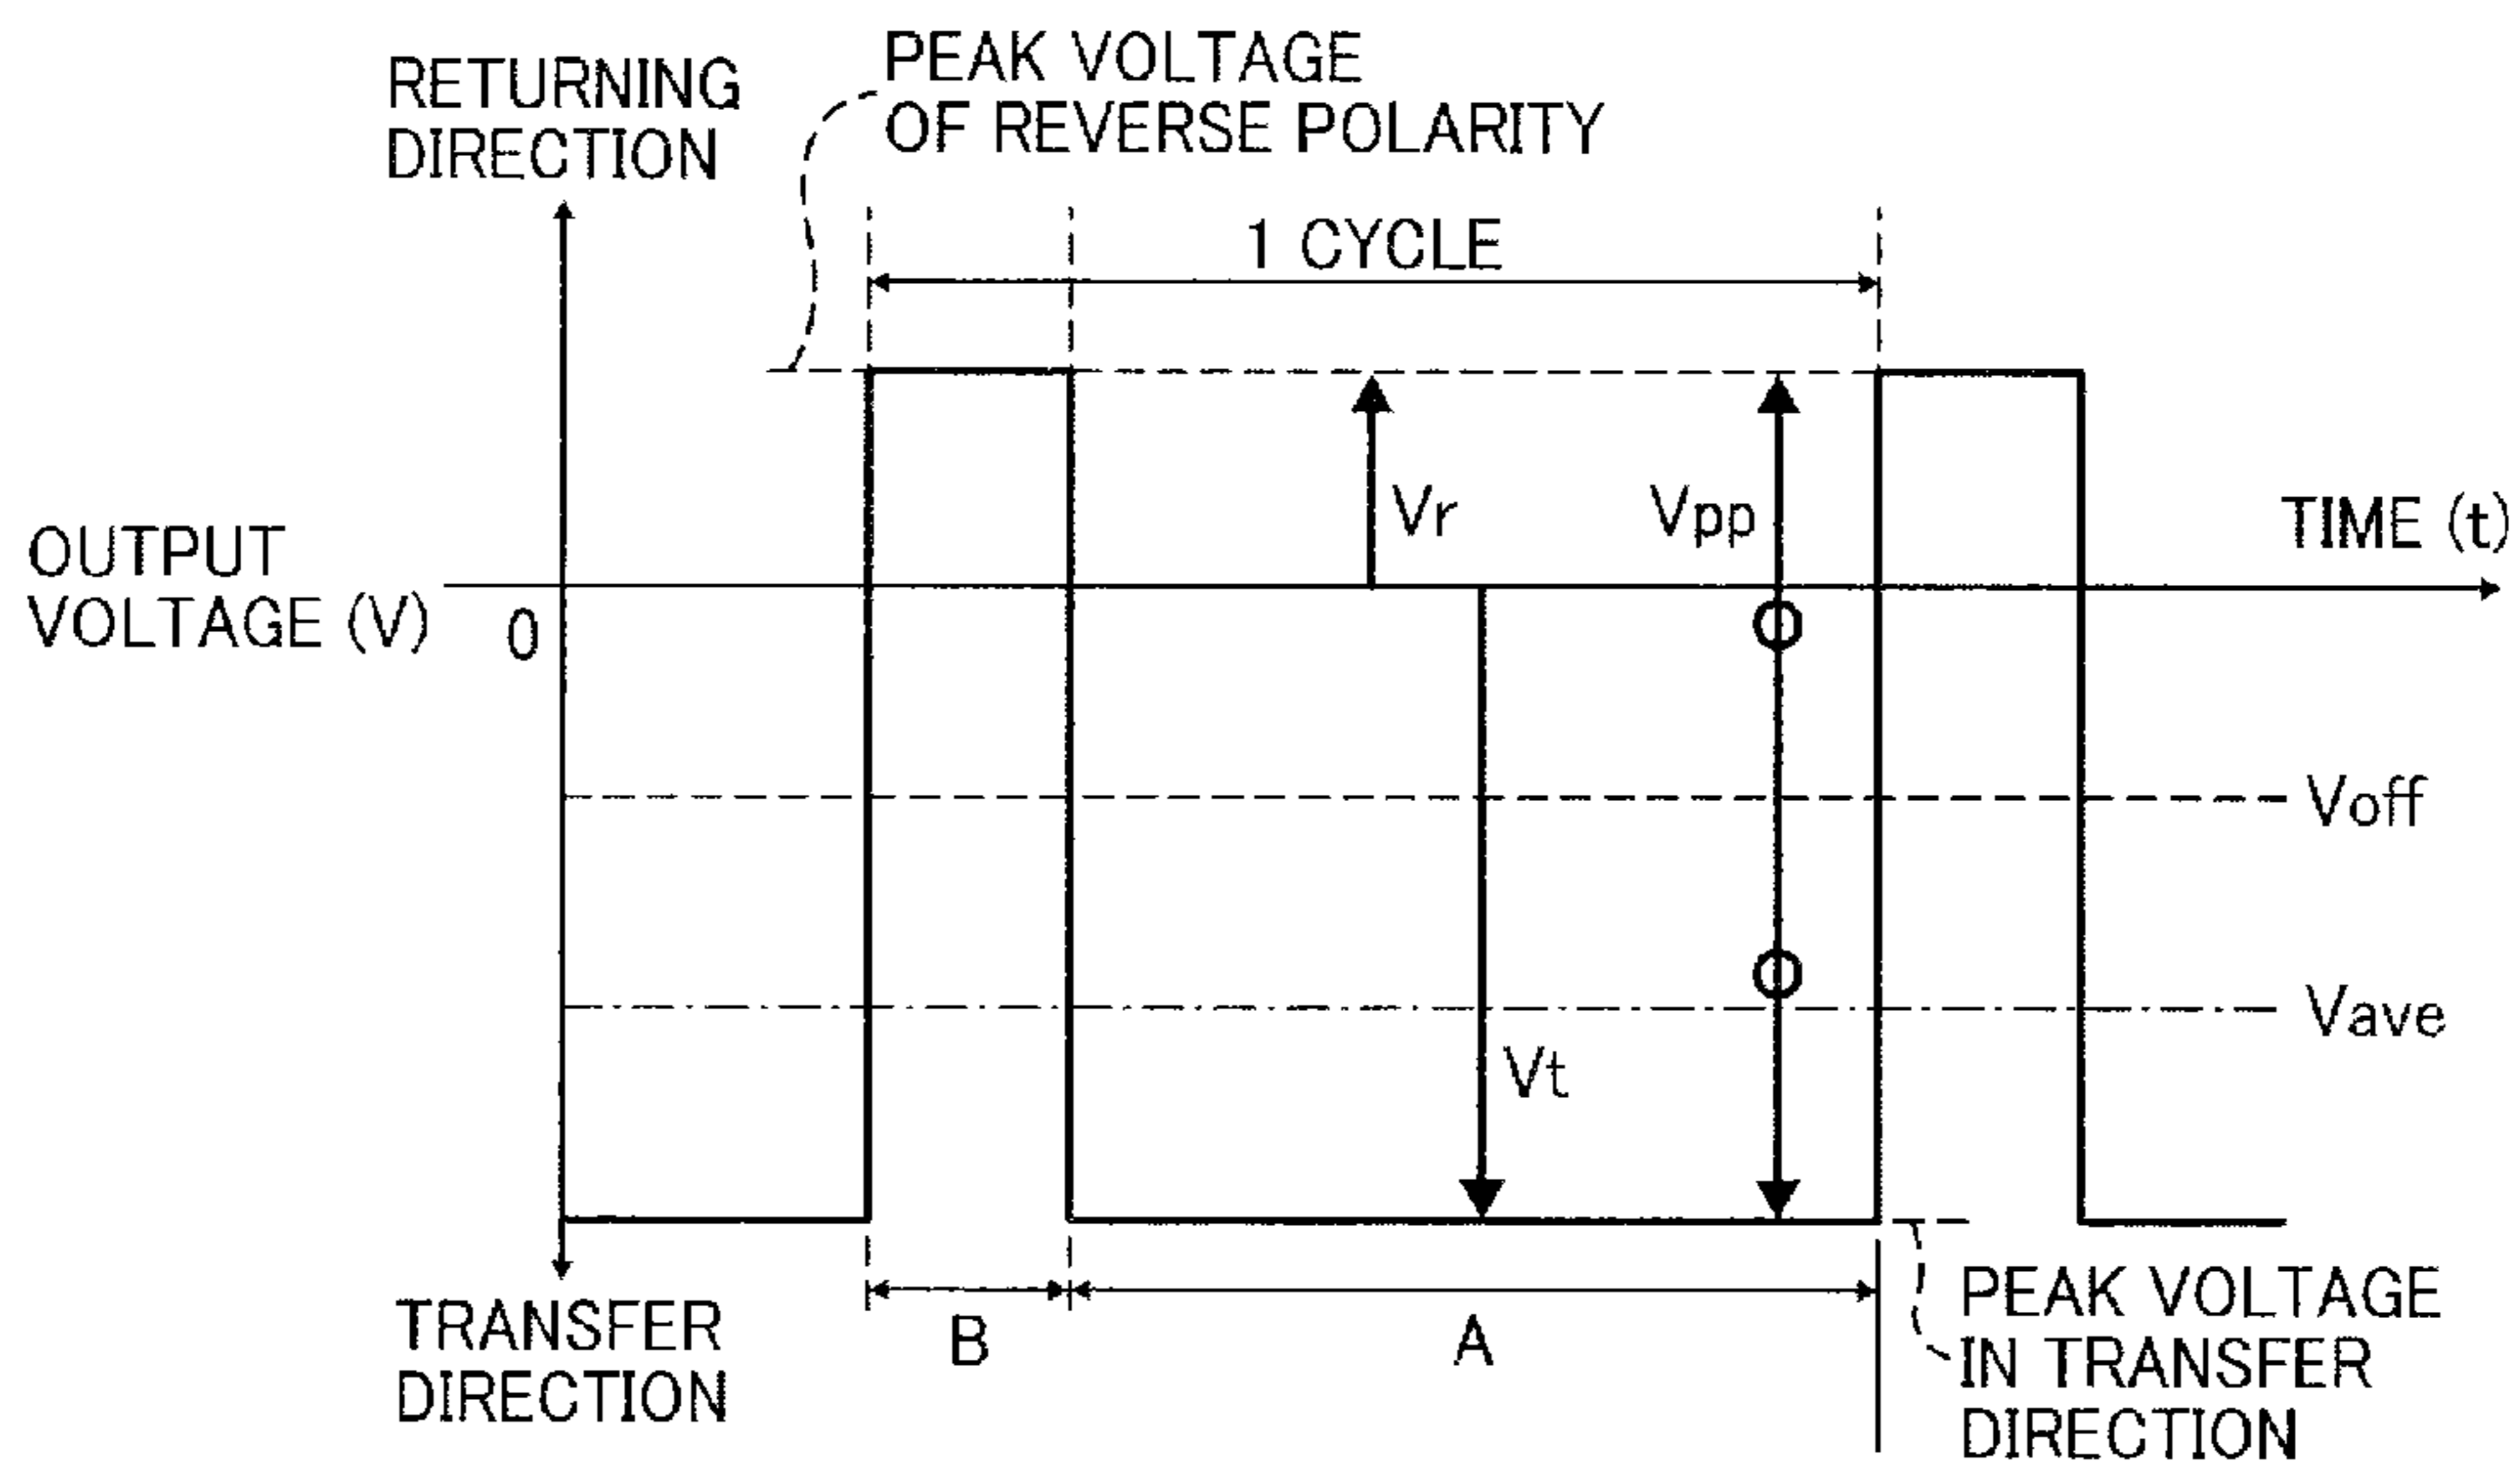 RETURNING
DIRECTION
PEAK VOLTAGE
OF REVERSE POLARITY
1 CYCLE
OUTPUT
VOLTAGE (V)
0
Vr
Vpp
TIME (t)
Voff
Vave
Vt
B
A
TRANSFER
DIRECTION
PEAK VOLTAGE
IN TRANSFER
DIRECTION